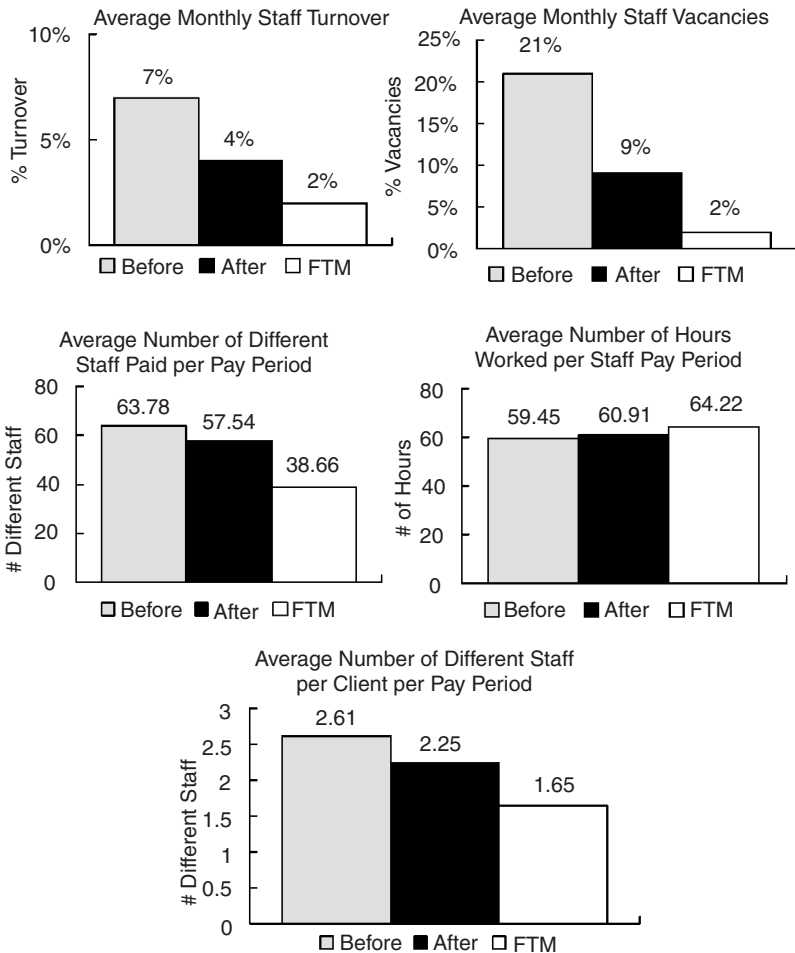 Average Monthly Staff Turnover
10%
5%
0%
% Turnover
7%
4%
2%
Before After FTM
Average Monthly Staff Vacancies
25%
20%
15%
10%
5%
0%
% Vacancies
21%
9%
2%
Before After FTM
Average Number of Different
Staff Paid per Pay Period
80
60
40
20
0
# Different Staff
63.78
57.54
38.66
Before After FTM
Average Number of Hours
Worked per Staff Pay Period
80
60
40
20
0
# of Hours
59.45
60.91
64.22
Before After FTM
Average Number of Different Staff
per Client per Pay Period
3
2.5
2
1.5
1
0.5
0
# Different Staff
2.61
2.25
1.65
Before After FTM